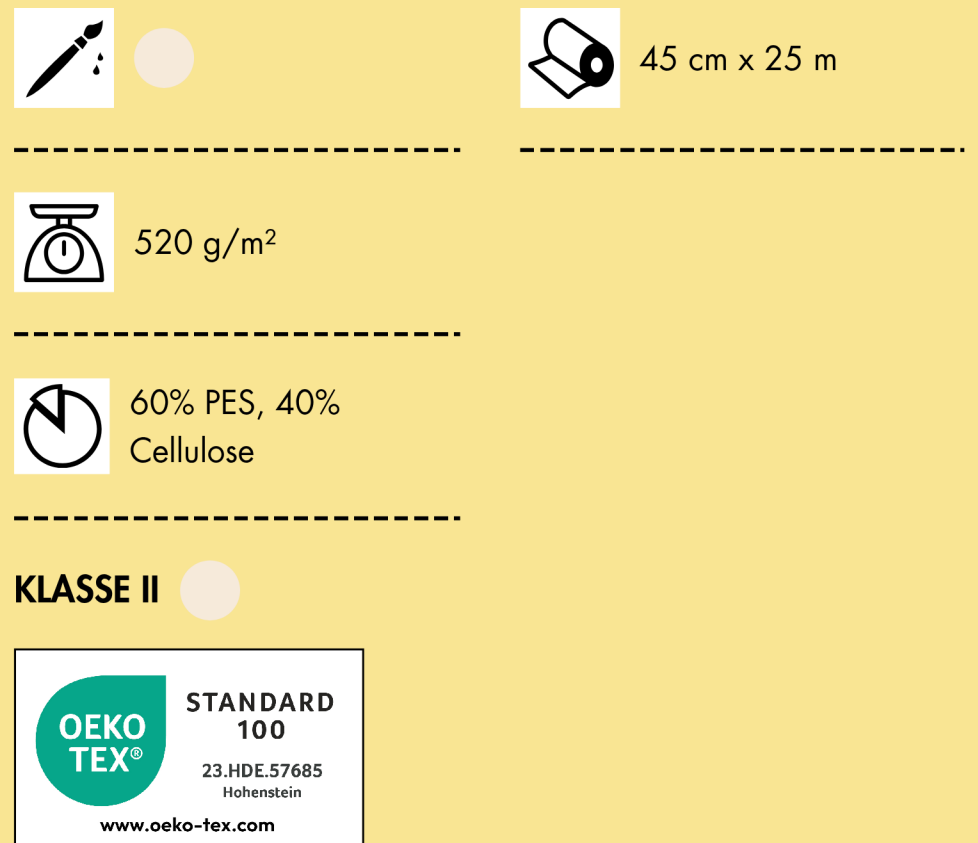 45 cm x 25 m
520 g/m²
60% PES, 40%
Cellulose
KLASSE II
OEKO
TEX®
STANDARD
100
23.HDE.57685
Hohenstein
www.oeko-tex.com